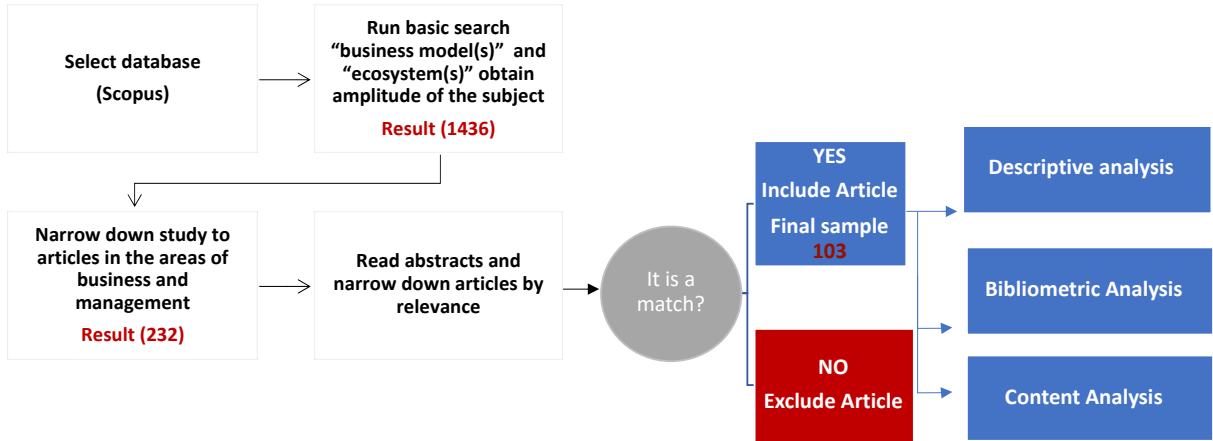 Select database
(Scopus)
Run basic search
“business model(s)” and
“ecosystem(s)” obtain
amplitude of the subject
Result (1436)
Narrow down study to
articles in the areas of
business and
management
Result (232)
Read abstracts and
narrow down articles by
relevance
It is a
match?
YES
Include Article
Final sample
103
NO
Exclude Article
Descriptive analysis
Bibliometric Analysis
Content Analysis